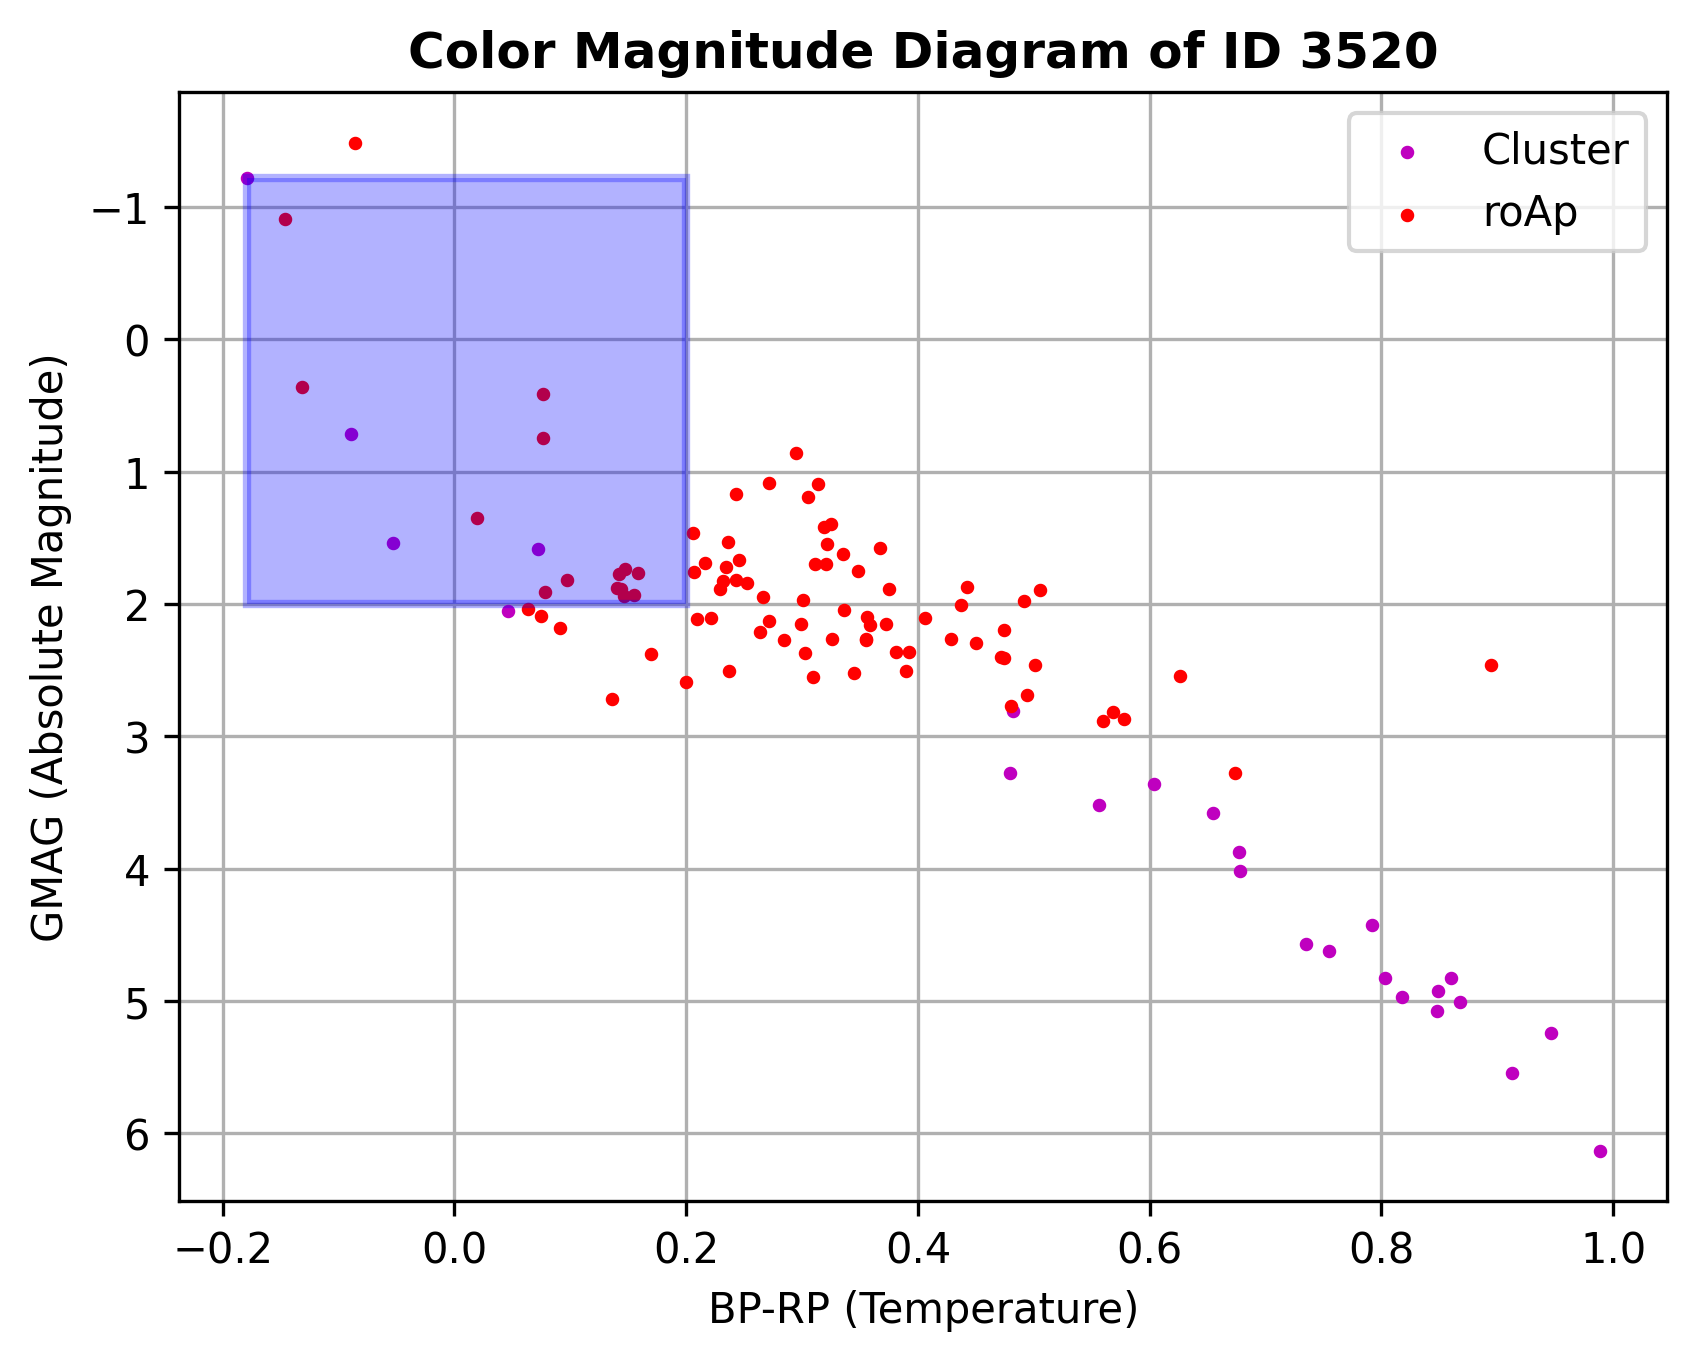 Color Magnitude Diagram of ID 3520
Cluster
roAp
GMAG (Absolute Magnitude)
−1
0
1
2
3
4
5
6
−0.2 0.0 0.2 0.4 0.6 0.8 1.0
BP-RP (Temperature)